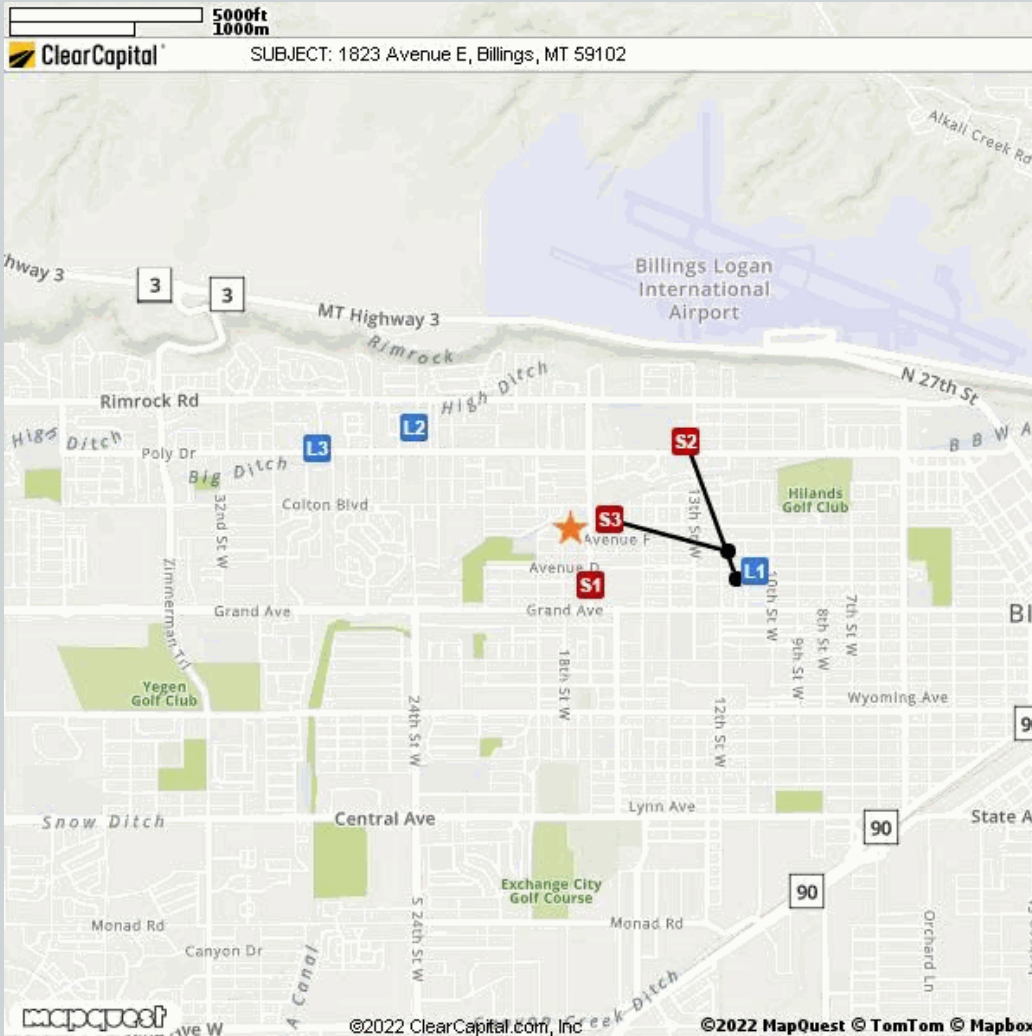 5000ft
1000m
ClearCapital
SUBJECT: 1823 Avenue E, Billings, MT 59102
Alkali Creek Rd
hway 3
3
3
MT Highway 3
Rimrock
Billings Logan
International
Airport
N 27th St
High Ditch
Rimrock Rd
L2
Ditch
L3
S2
B B W A
Poly Dr
Big Ditch
32nd St W
Colton Blvd
13th St W
Hilands
Golf Club
S3
Avenue F
Avenue D
S1
L1
10th St W
Zimmerman Trl
Grand Ave
Grand Ave
7th St W
8th St W
9th St W
18th St W
Yegen
Golf Club
24th St W
12th St W
Wyoming Ave
Snow Ditch
Central Ave
Lynn Ave
90
State A
90
Exchange City
Golf Course
Monad Rd
Monad Rd
Canyon Dr
S 24th St W
Orchard Ln
A Canal
Canyon Creek Ditch
mapquest
ve W
©2022 ClearCapital.com, Inc
©2022 MapQuest © TomTom © Mapbox